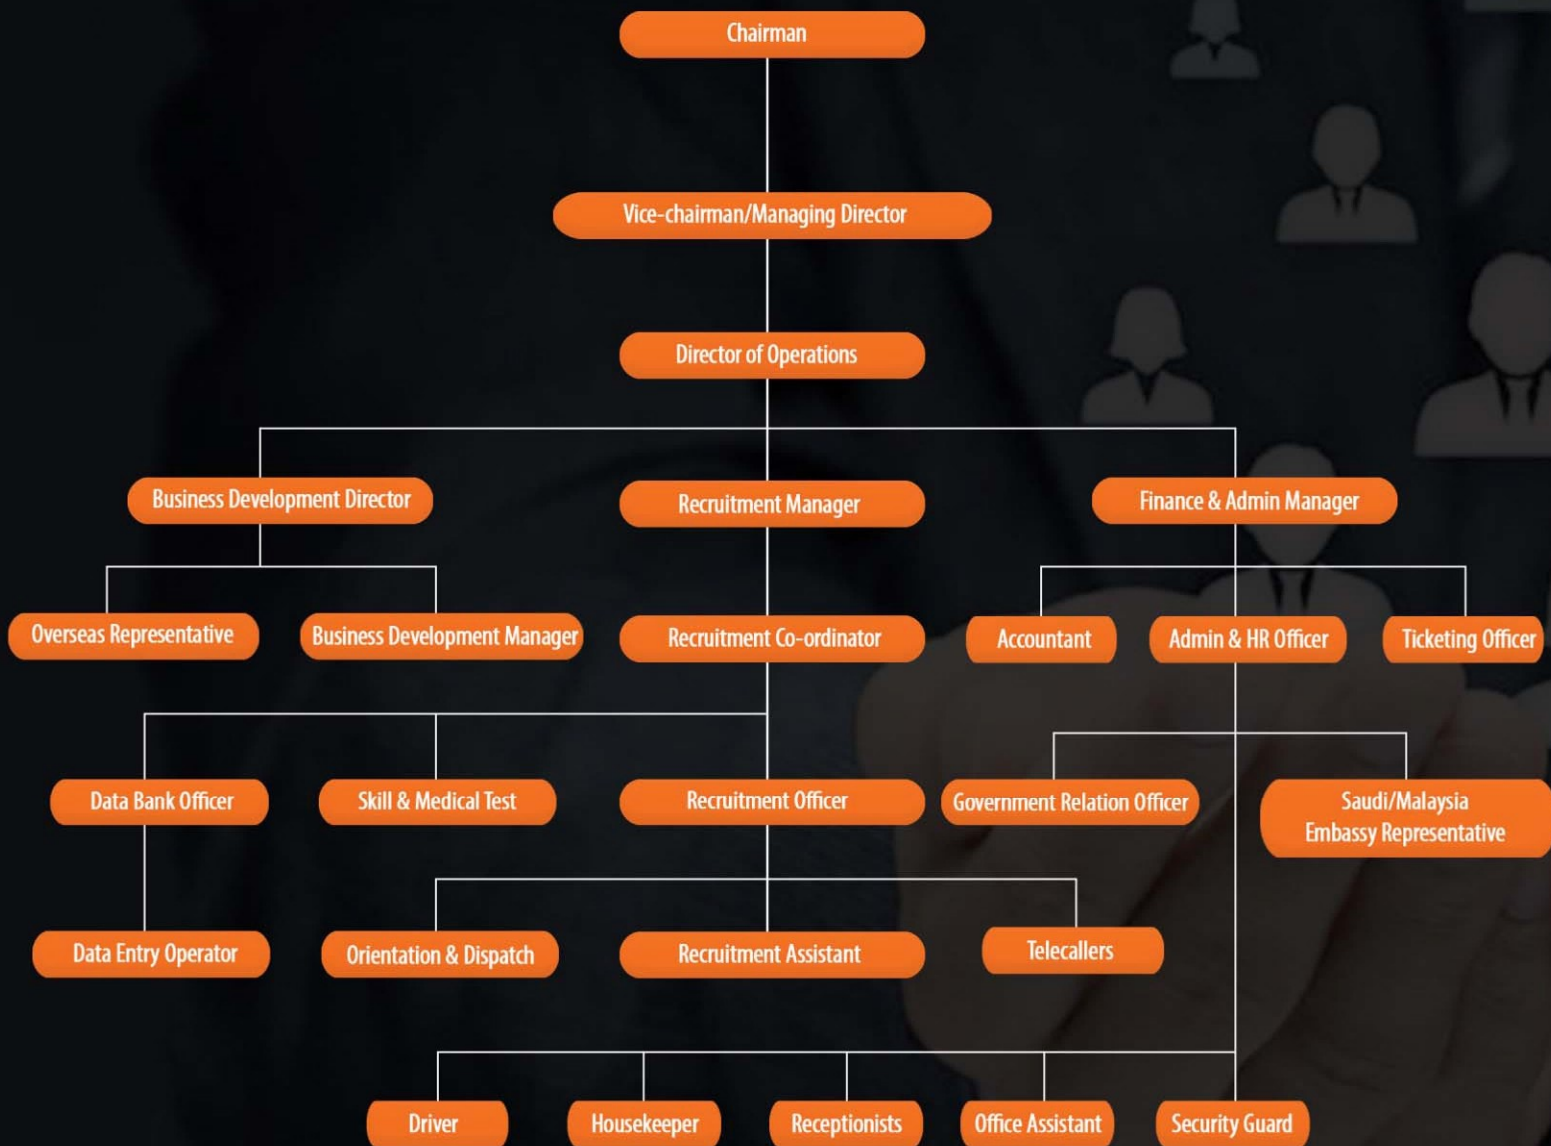 Chairman
Vice-chairman/Managing Director
Director of Operations
Business Development Director
Recruitment Manager
Finance & Admin Manager
Overseas Representative
Business Development Manager
Recruitment Co-ordinator
Accountant
Admin & HR Officer
Ticketing Officer
Data Bank Officer
Skill & Medical Test
Recruitment Officer
Government Relation Officer
Saudi/Malaysia
Embassy Representative
Data Entry Operator
Orientation & Dispatch
Recruitment Assistant
Telecallers
Driver
Housekeeper
Receptionists
Office Assistant
Security Guard